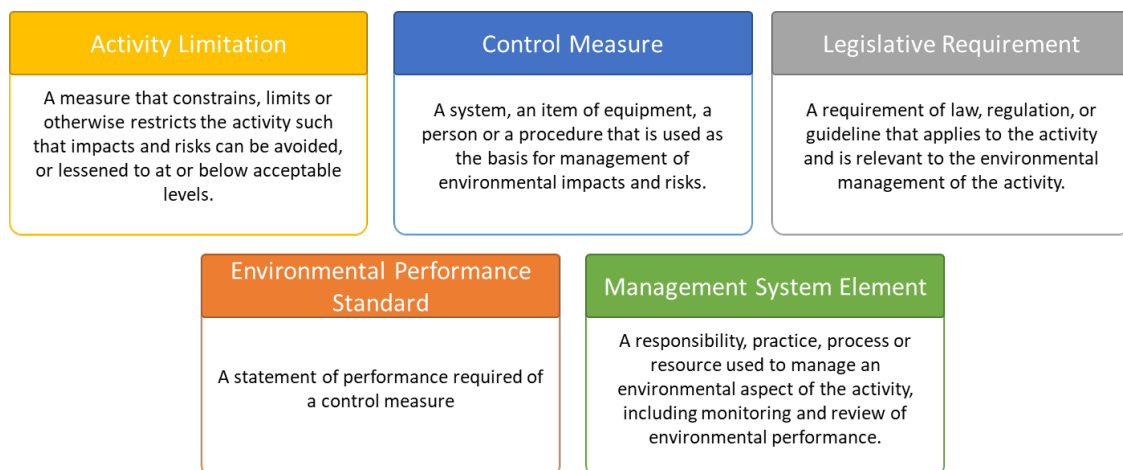 Activity Limitation
A measure that constrains, limits or
otherwise restricts the activity such
that impacts and risks can be avoided,
or lessened to at or below acceptable
levels.
Control Measure
A system, an item of equipment, a
person or a procedure that is used as
the basis for management of
environmental impacts and risks.
Legislative Requirement
A requirement of law, regulation, or
guideline that applies to the activity
and is relevant to the environmental
management of the activity.
Environmental Performance
Standard
A statement of performance required of
a control measure
Management System Element
A responsibility, practice, process or
resource used to manage an
environmental aspect of the activity,
including monitoring and review of
environmental performance.